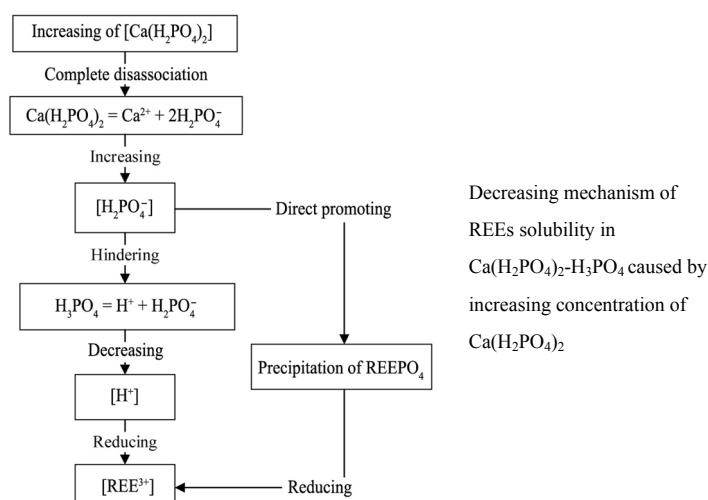 Increasing of [Ca(H₂PO₄)₂]
Complete disassociation
Ca(H₂PO₄)₂ = Ca²⁺ + 2H₂PO₄⁻
Increasing
[H₂PO₄⁻]
Direct promoting
Hindering
H₃PO₄ = H⁺ + H₂PO₄⁻
Decreasing
Precipitation of REEPO₄
[H⁺]
Reducing
[REE³⁺]
Reducing
Decreasing mechanism of
REEs solubility in
Ca(H₂PO₄)₂-H₃PO₄ caused by
increasing concentration of
Ca(H₂PO₄)₂